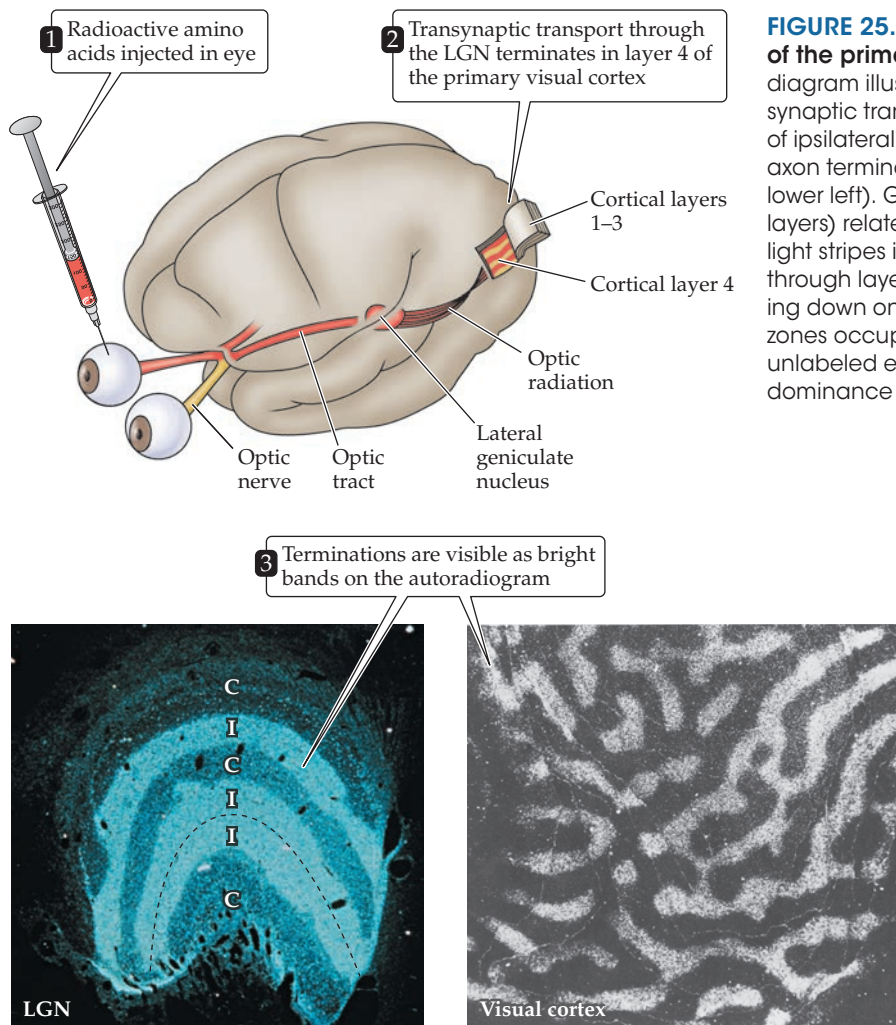 1 Radioactive amino
acids injected in eye
2 Transynaptic transport through
the LGN terminates in layer 4 of
the primary visual cortex
Cortical layers
1–3
Cortical layer 4
Optic
radiation
Lateral
geniculate
nucleus
Optic
tract
Optic
nerve
FIGURE 25.
of the prima
diagram illus
synaptic tran
of ipsilateral
axon termina
lower left). G
layers) relate
light stripes i
through laye
ing down on
zones occup
unlabeled e
dominance
3 Terminations are visible as bright
bands on the autoradiogram
C
I
C
I
I
C
LGN
Visual cortex